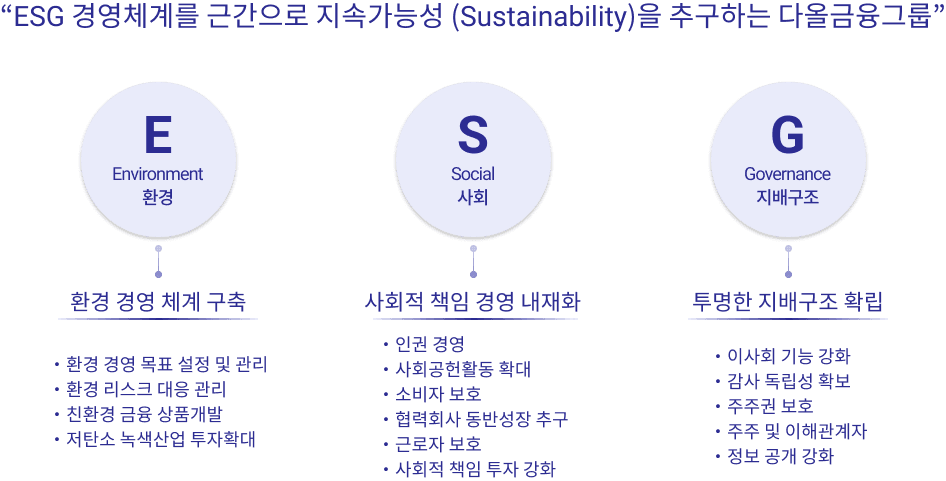 “ESG 경영체계를 근간으로 지속가능성 (Sustainability)을 추구하는 다올금융그룹”
E
Environment
환경
환경 경영 체계 구축
• 환경 경영 목표 설정 및 관리
• 환경 리스크 대응 관리
• 친환경 금융 상품개발
• 저탄소 녹색산업 투자확대
S
Social
사회
사회적 책임 경영 내재화
• 인권 경영
• 사회공헌활동 확대
• 소비자 보호
• 협력회사 동반성장 추구
• 근로자 보호
• 사회적 책임 투자 강화
G
Governance
지배구조
투명한 지배구조 확립
• 이사회 기능 강화
• 감사 독립성 확보
• 주주권 보호
• 주주 및 이해관계자
• 정보 공개 강화